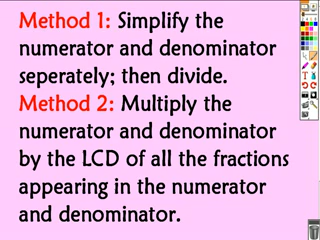 Method 1: Simplify the
numerator and denominator
seperately; then divide.
Method 2: Multiply the
numerator and denominator
by the LCD of all the fractions
appearing in the numerator
and denominator.